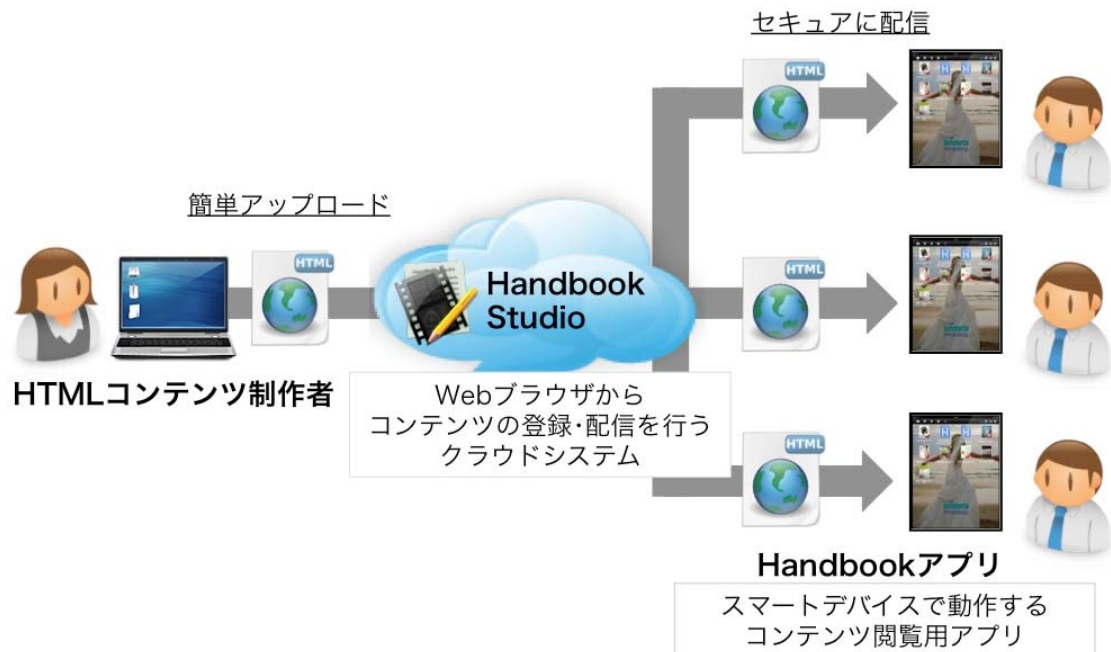 セキュアに配信
HTML
簡単アップロード
HTML
HTML
Handbook
Studio
HTMLコンテンツ制作者
Webブラウザから
コンテンツの登録･配信を行う
クラウドシステム
HTML
Handbookアプリ
スマートデバイスで動作する
コンテンツ閲覧用アプリ